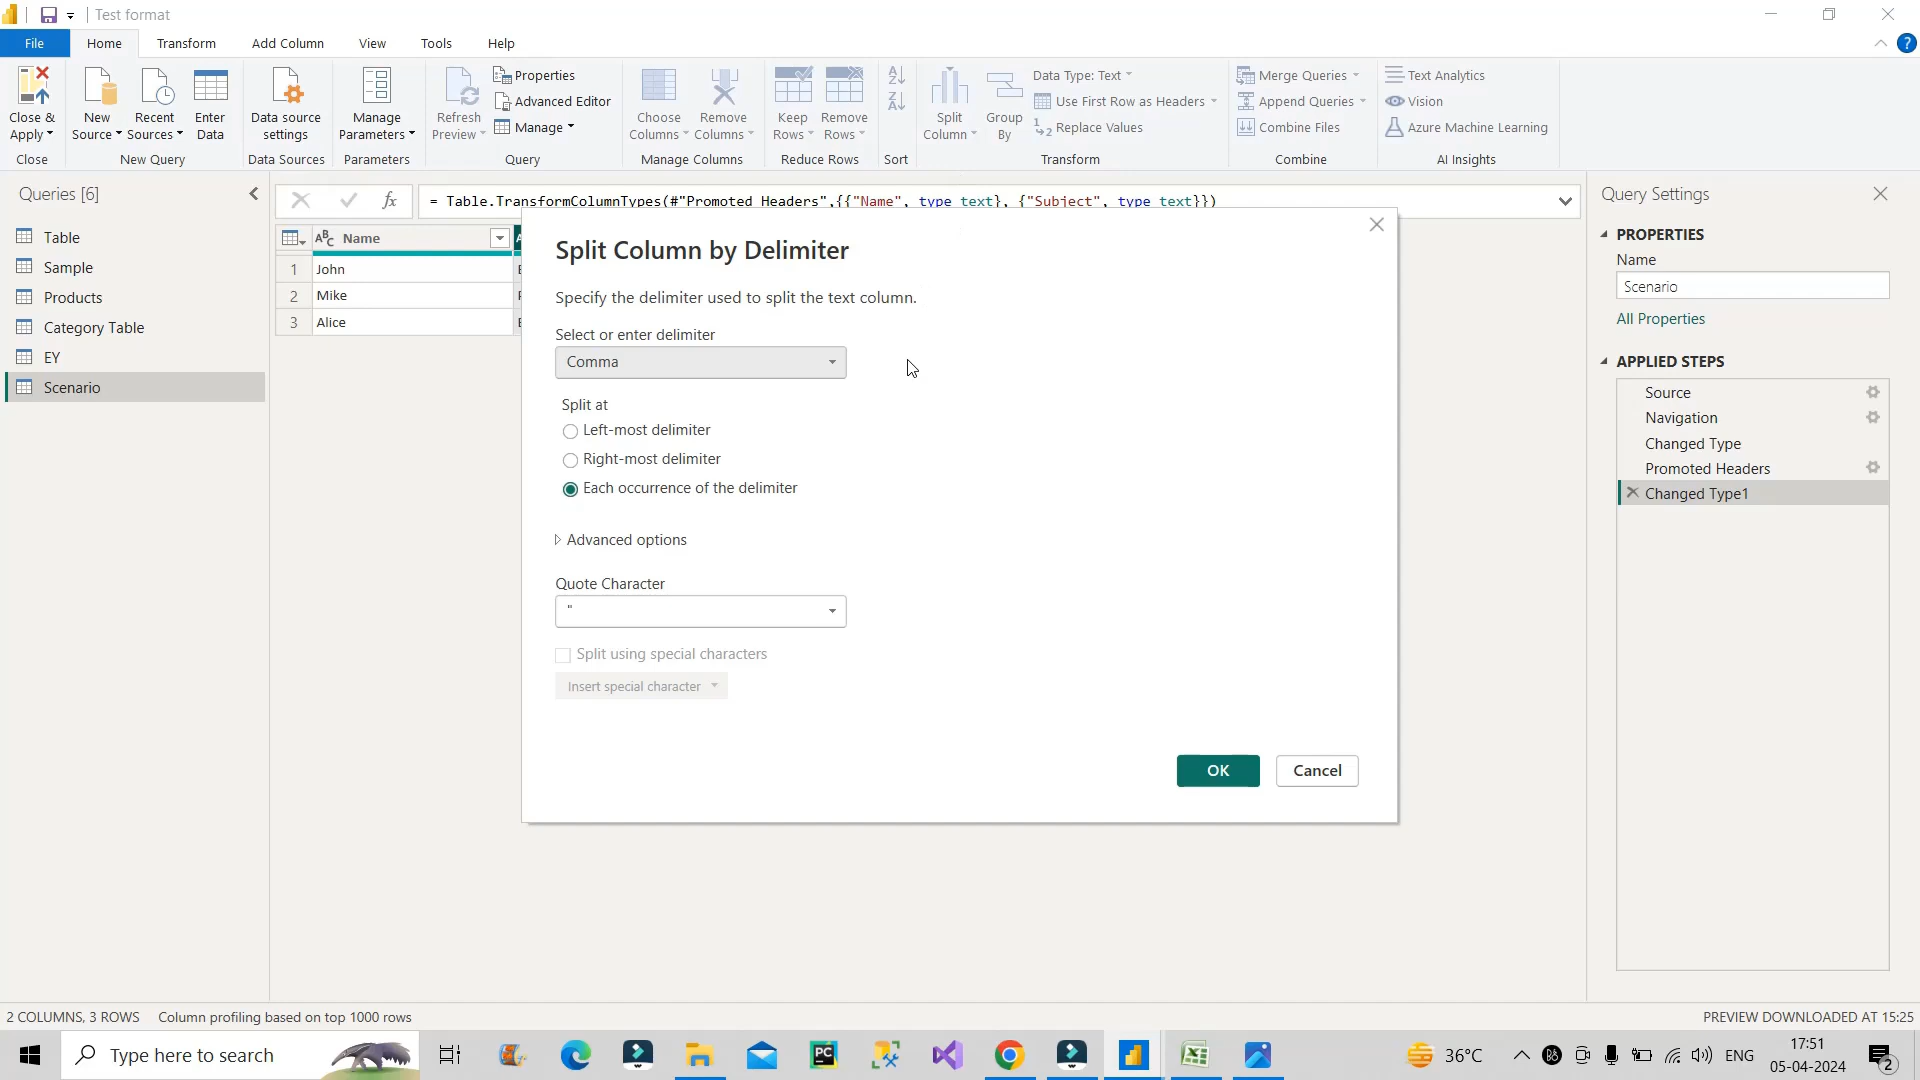 Test format
File Home Transform Add Column View Tools Help
Close & Apply
New Source
Recent Sources
Enter Data
Data source settings
Manage Parameters
Refresh Preview
Properties
Advanced Editor
Manage
Choose Columns
Remove Columns
Keep Rows
Remove Rows
Split Column
Group By
Data Type: Text
Use First Row as Headers
Replace Values
Merge Queries
Append Queries
Combine Files
Text Analytics
Vision
Azure Machine Learning
Close New Query Data Sources Parameters Query Manage Columns Reduce Rows Sort Transform Combine AI Insights
Queries [6]
Table
Sample
Products
Category Table
EY
Scenario
fx
= Table.TransformColumnTypes(#"Promoted Headers",{{"Name", type text}, {"Subject", type text}})
ABC Name
1 John
2 Mike
3 Alice
Split Column by Delimiter
Specify the delimiter used to split the text column.
Select or enter delimiter
Comma
Split at
Left-most delimiter
Right-most delimiter
Each occurrence of the delimiter
Advanced options
Quote Character
"
Split using special characters
Insert special character
OK Cancel
Query Settings
PROPERTIES
Name
Scenario
All Properties
APPLIED STEPS
Source
Navigation
Changed Type
Promoted Headers
Changed Type1
2 COLUMNS, 3 ROWS Column profiling based on top 1000 rows
PREVIEW DOWNLOADED AT 15:25
Type here to search
36°C
ENG
17:51
05-04-2024
2